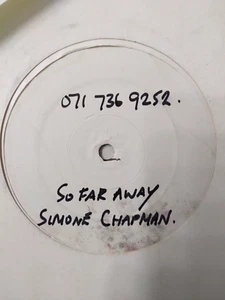 071 736 9252.
SO FAR AWAY
SIMONE CHAPMAN.